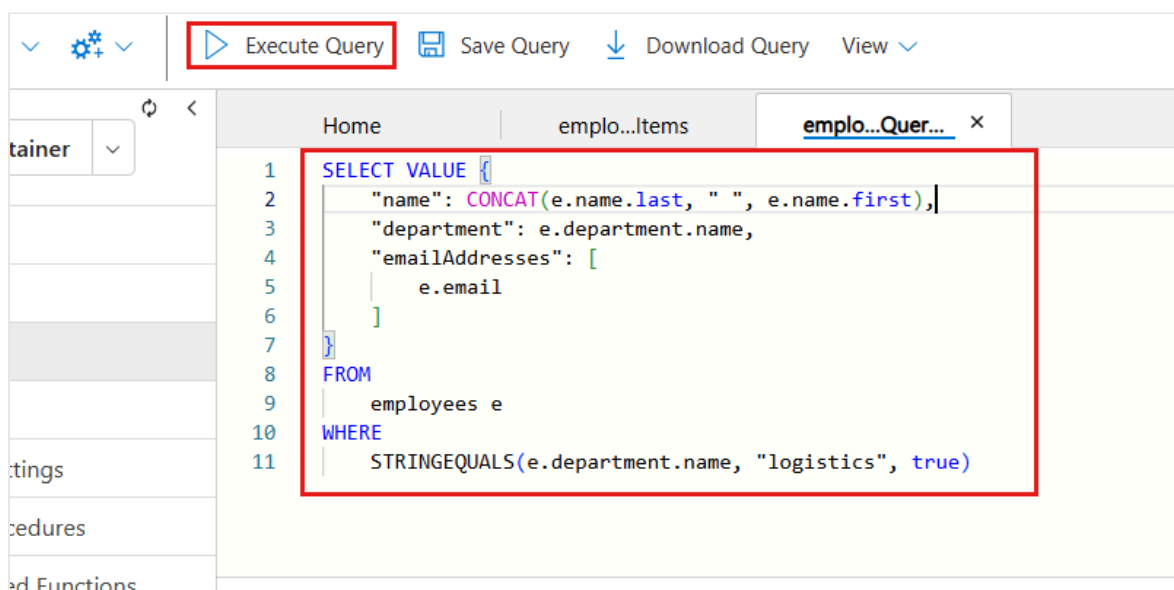 Execute Query Save Query Download Query View
tainer
Home emplo...Items emplo...Quer...
1 SELECT VALUE {
2 "name": CONCAT(e.name.last, " ", e.name.first),
3 "department": e.department.name,
4 "emailAddresses": [
5 e.email
6 ]
7 }
8 FROM
9 employees e
10 WHERE
11 STRINGEQUALS(e.department.name, "logistics", true)
ttings
cedures
ed Functions